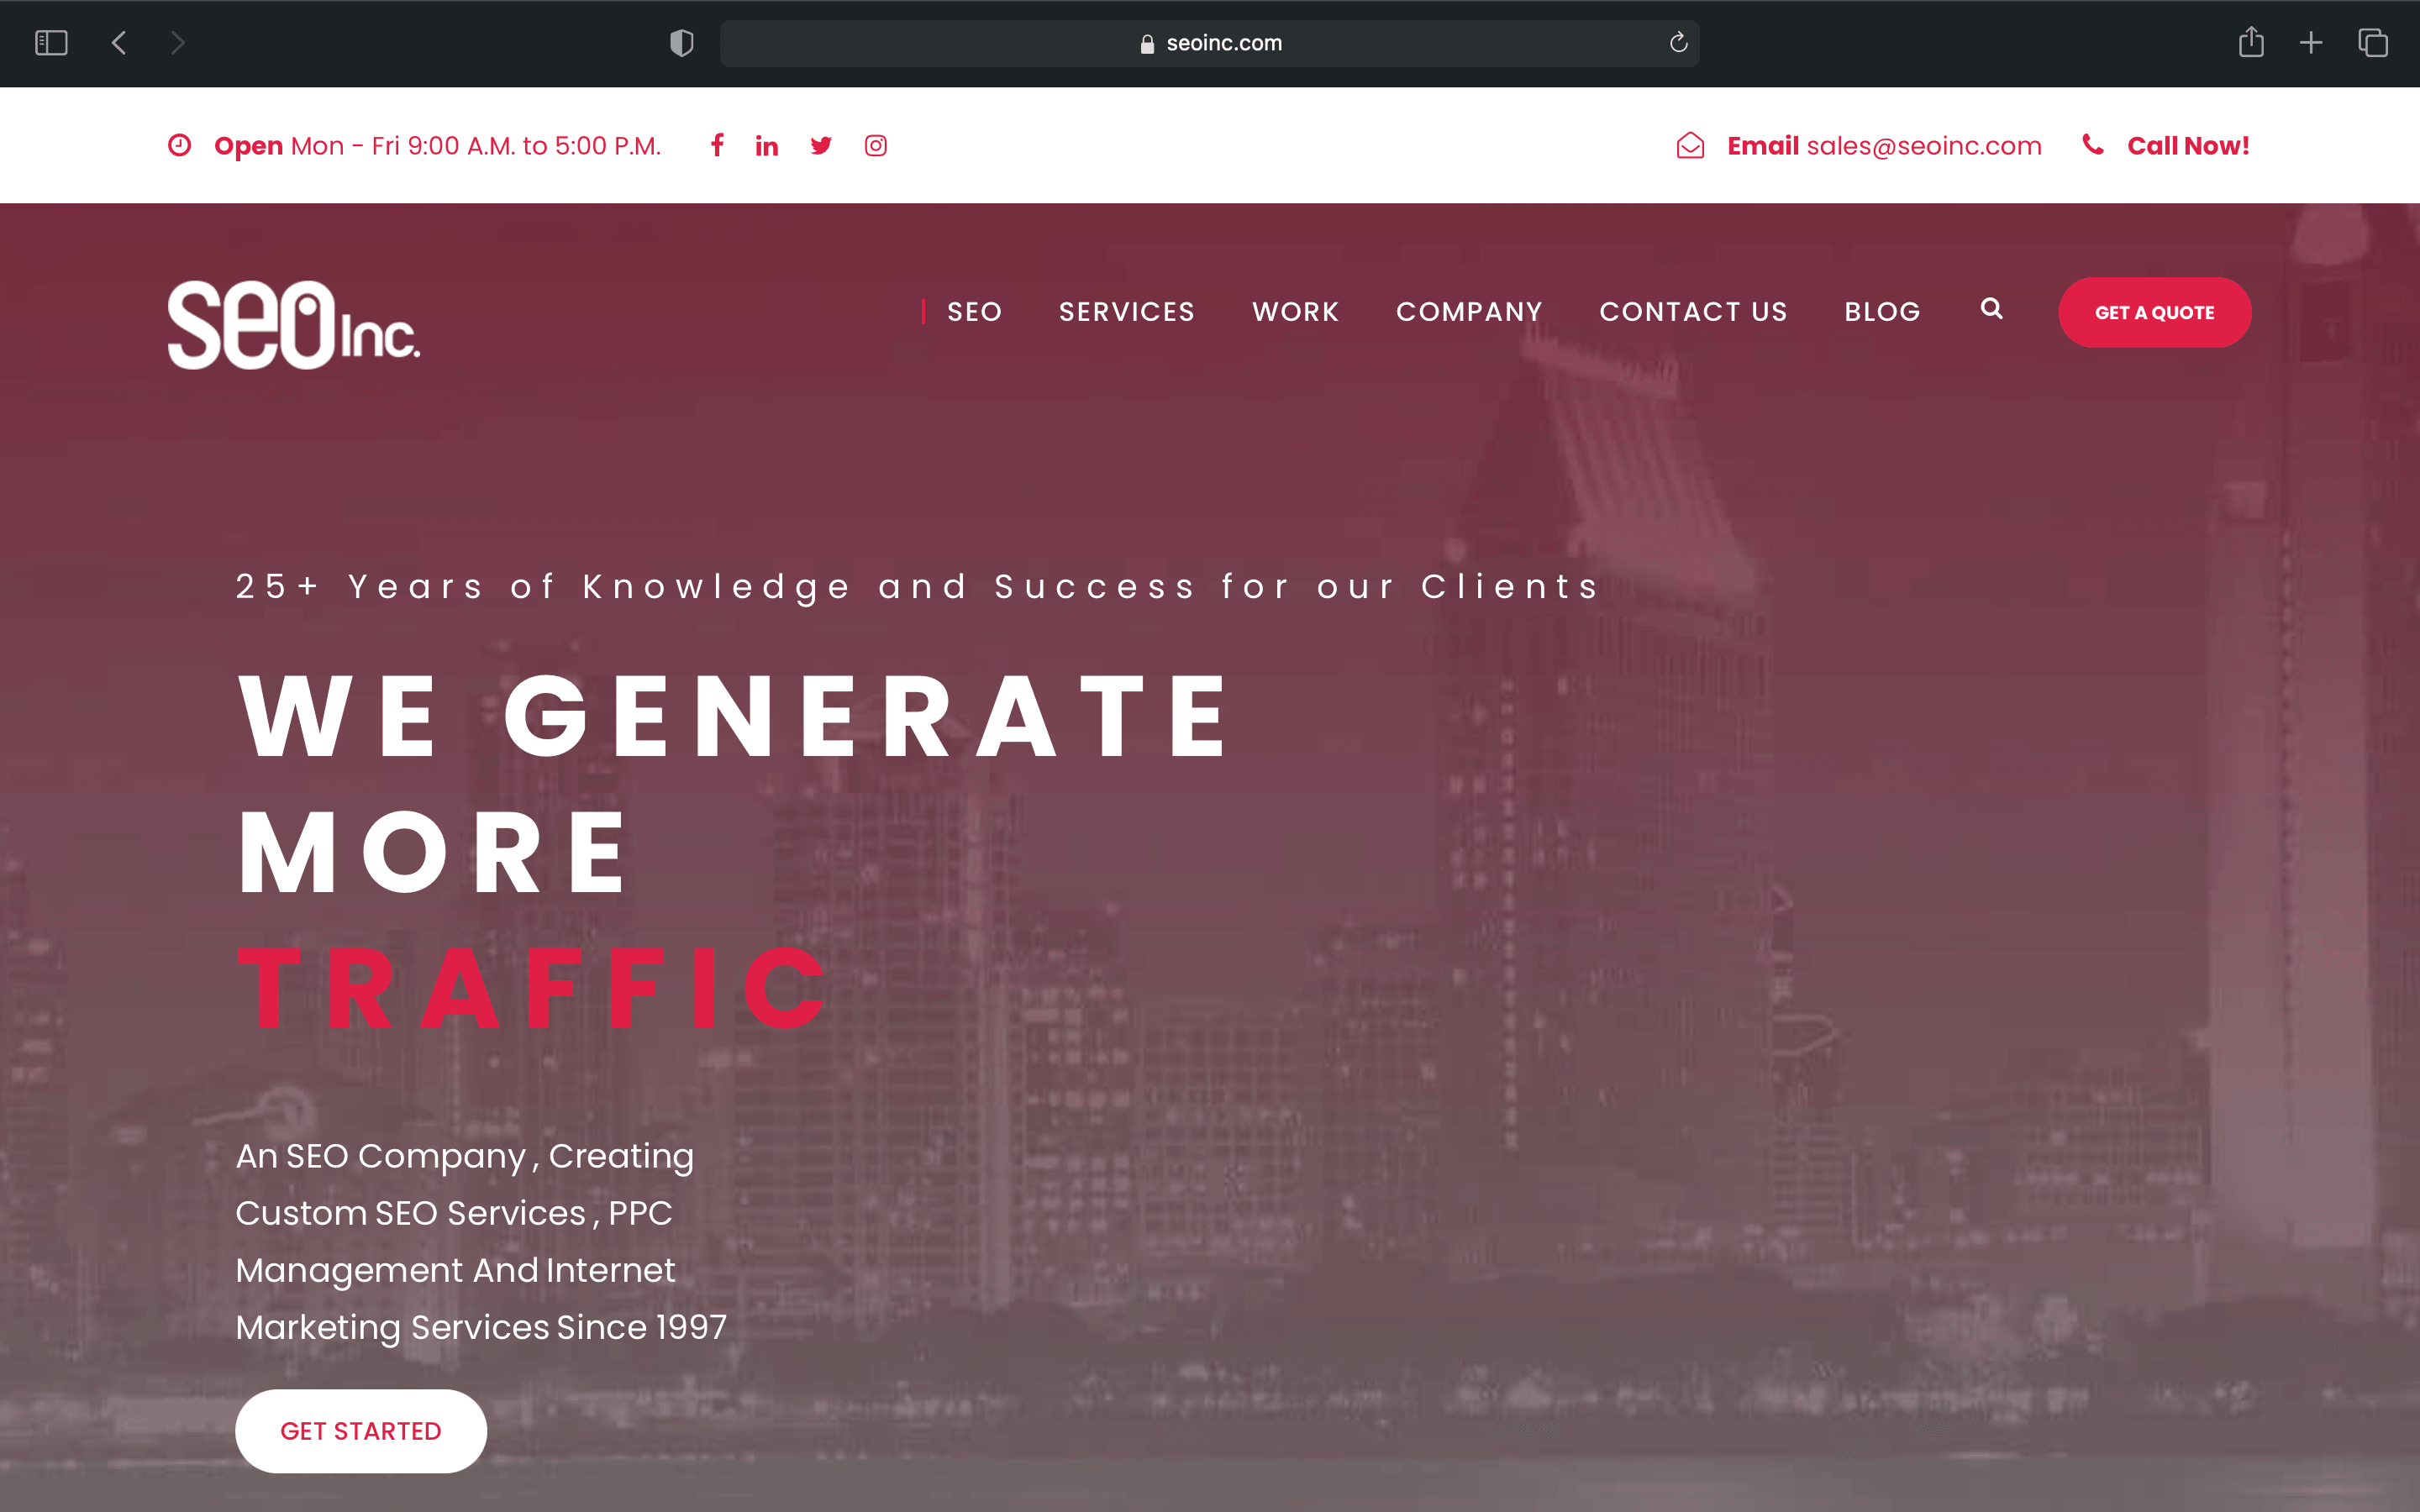 seoinc.com
Open Mon - Fri 9:00 A.M. to 5:00 P.M.
Email sales@seoinc.com
Call Now!
seo Inc.
SEO
SERVICES
WORK
COMPANY
CONTACT US
BLOG
GET A QUOTE
25+ Years of Knowledge and Success for our Clients
WE GENERATE
MORE
TRAFFIC
An SEO Company , Creating
Custom SEO Services , PPC
Management And Internet
Marketing Services Since 1997
GET STARTED